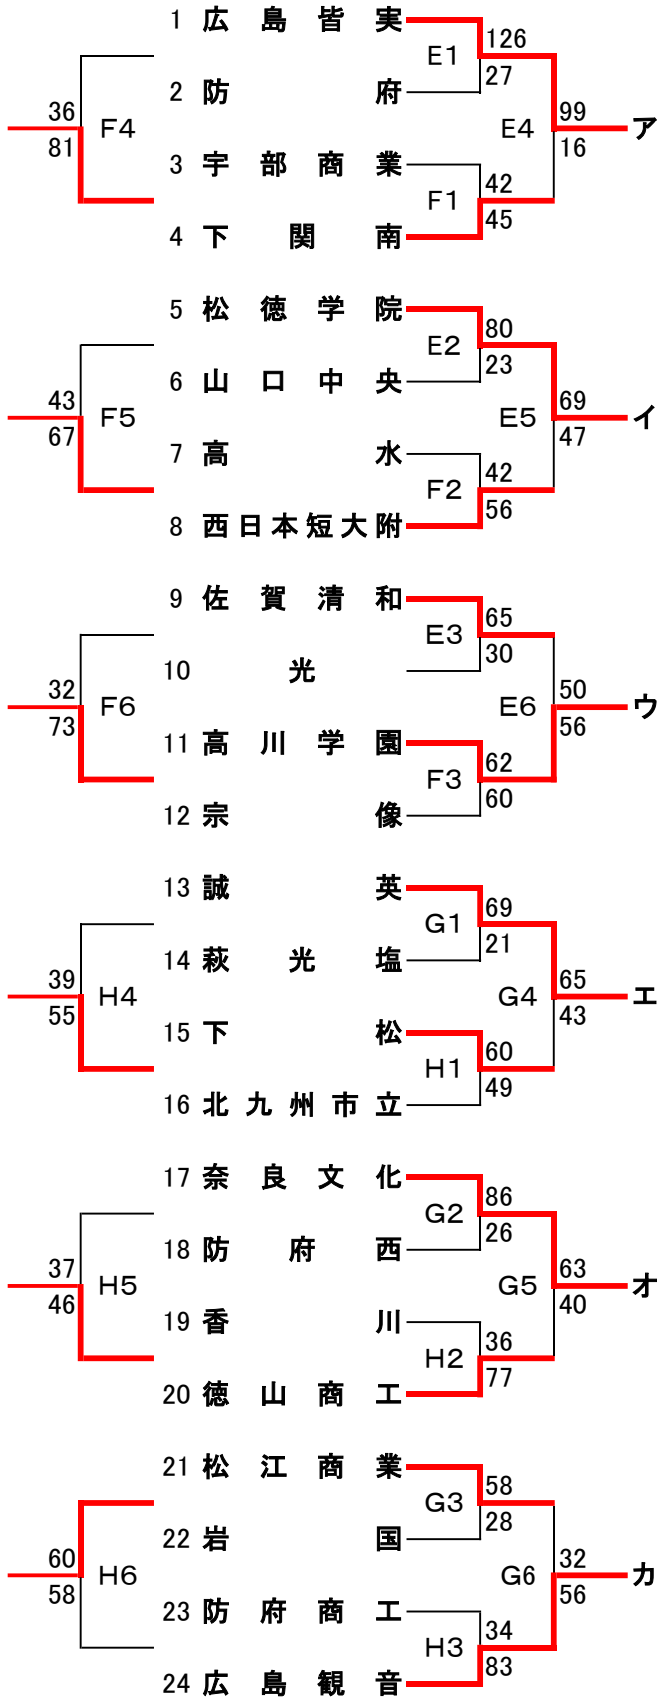 1 広島皆実 126
E1
2 防府 27
36 F4 81
E4 99 16 ア
3 宇部商業 42
F1
4 下関南 45
5 松徳学院 80
E2
6 山口中央 23
43 F5 67
E5 69 47 イ
7 高水 42
F2
8 西日本短大附 56
9 佐賀清和 65
E3
10 光 30
32 F6 73
E6 50 56 ウ
11 高川学園 62
F3
12 宗像 60
13 誠英 69
G1
14 萩光塩 21
39 H4 55
G4 65 43 エ
15 下松 60
H1
16 北九州市立 49
17 奈良文化 86
G2
18 防府西 26
37 H5 46
G5 63 40 オ
19 香川 36
H2
20 徳山商工 77
21 松江商業 58
G3
22 岩国 28
60 H6 58
G6 32 56 カ
23 防府商工 34
H3
24 広島観音 83